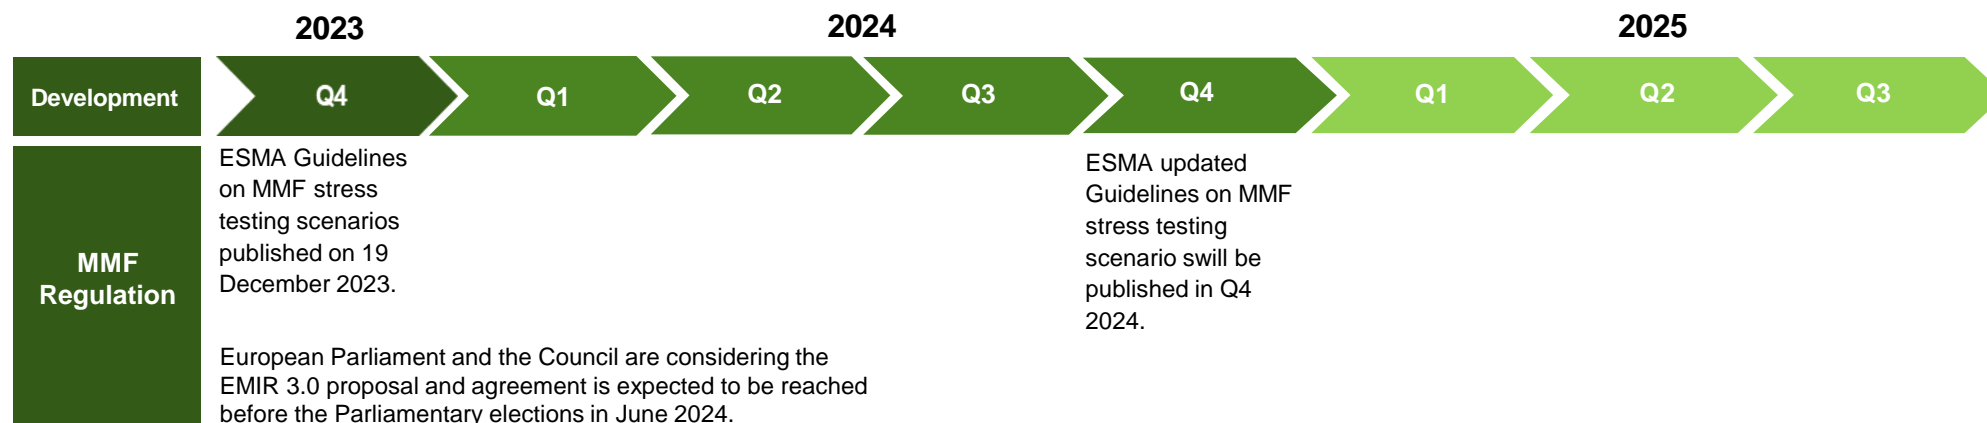 2023
2024
2025
Development
Q4
Q1
Q2
Q3
Q4
Q1
Q2
Q3
MMF
Regulation
ESMA Guidelines
on MMF stress
testing scenarios
published on 19
December 2023.
ESMA updated
Guidelines on MMF
stress testing
scenario swill be
published in Q4
2024.
European Parliament and the Council are considering the
EMIR 3.0 proposal and agreement is expected to be reached
before the Parliamentary elections in June 2024.